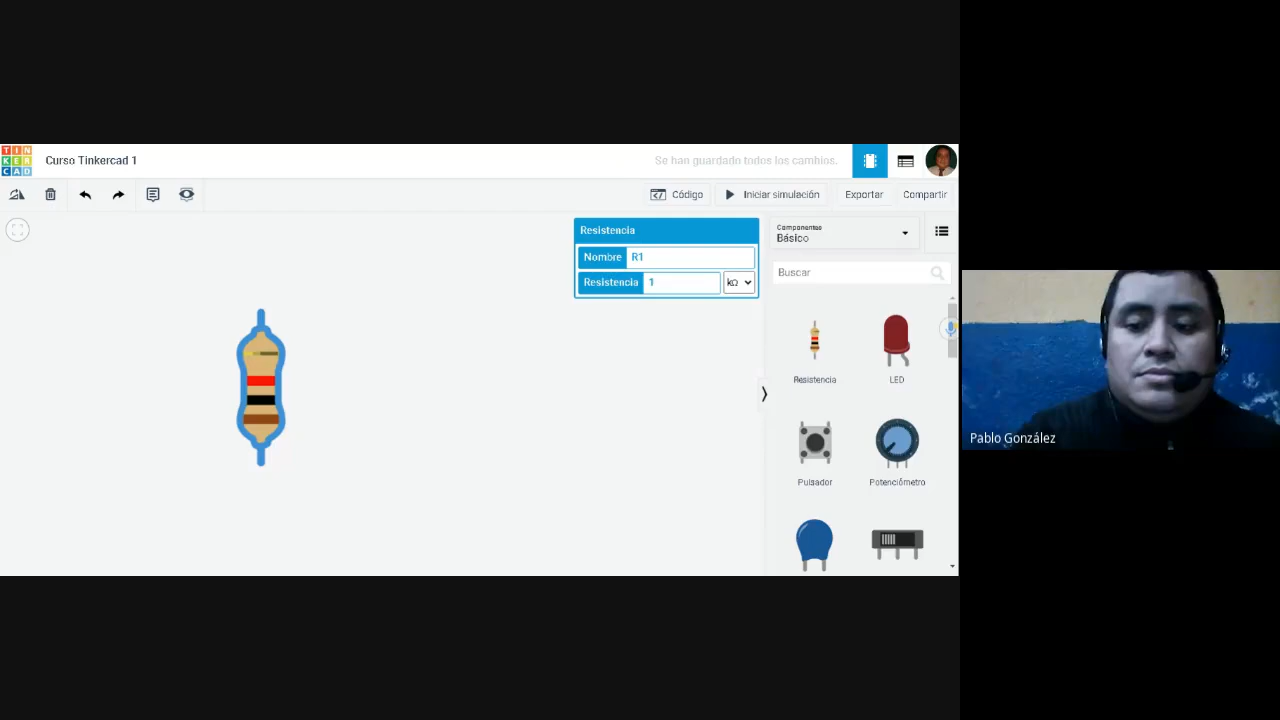 TIN
KER
CAD
Curso Tinkercad 1
Se han guardado todos los cambios.
Código
Iniciar simulación
Exportar
Compartir
Resistencia
Nombre R1
Resistencia 1 kΩ
Componentes
Básico
Buscar
Resistencia
LED
Pulsador
Potenciómetro
Pablo González